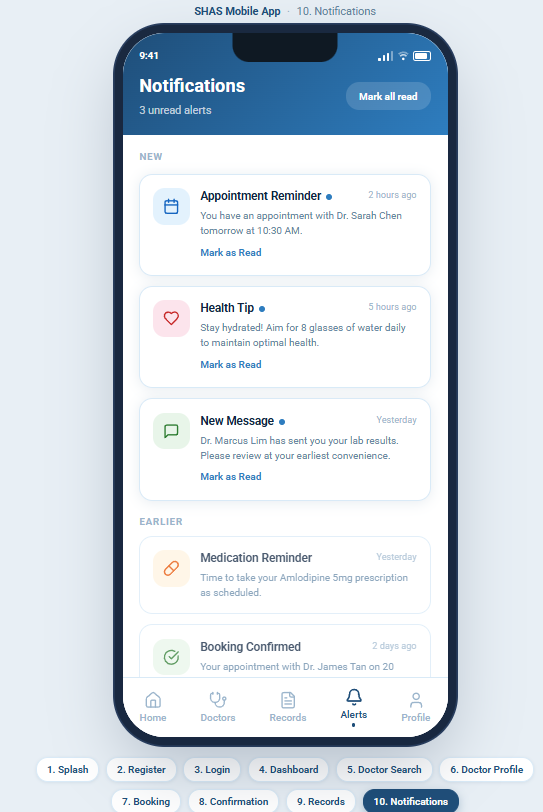 SHAS Mobile App · 10. Notifications
9:41
Notifications
3 unread alerts
Mark all read
NEW
Appointment Reminder
2 hours ago
You have an appointment with Dr. Sarah Chen
tomorrow at 10:30 AM.
Mark as Read
Health Tip
5 hours ago
Stay hydrated! Aim for 8 glasses of water daily
to maintain optimal health.
Mark as Read
New Message
Yesterday
Dr. Marcus Lim has sent you your lab results.
Please review at your earliest convenience.
Mark as Read
EARLIER
Medication Reminder
Yesterday
Time to take your Amlodipine 5mg prescription
as scheduled.
Booking Confirmed
2 days ago
Your appointment with Dr. James Tan on 20
Home Doctors Records Alerts Profile
1. Splash 2. Register 3. Login 4. Dashboard 5. Doctor Search 6. Doctor Profile
7. Booking 8. Confirmation 9. Records 10. Notifications